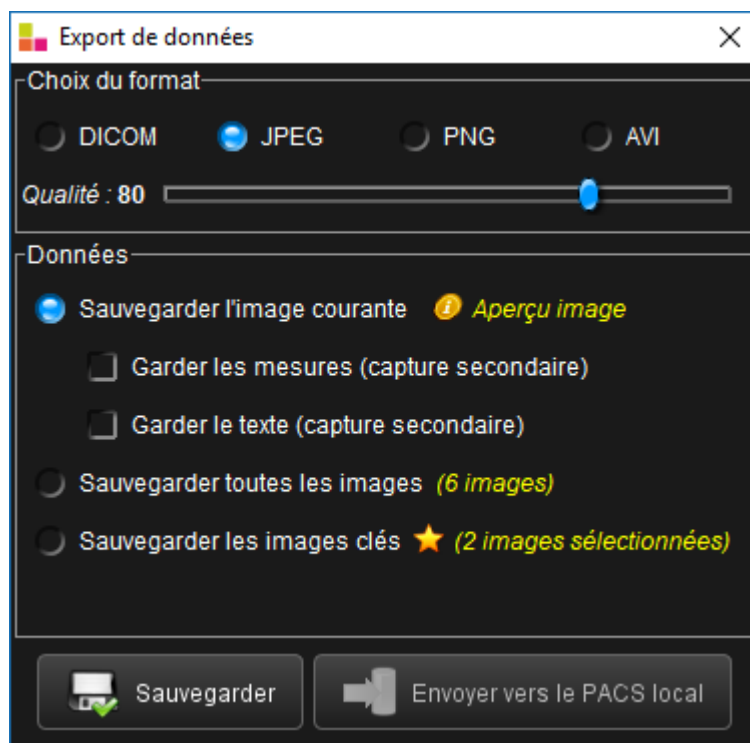 Export de données
Choix du format
DICOM JPEG PNG AVI
Qualité : 80
Données
Sauvegarder l'image courante Aperçu image
Garder les mesures (capture secondaire)
Garder le texte (capture secondaire)
Sauvegarder toutes les images (6 images)
Sauvegarder les images clés (2 images sélectionnées)
Sauvegarder Envoyer vers le PACS local